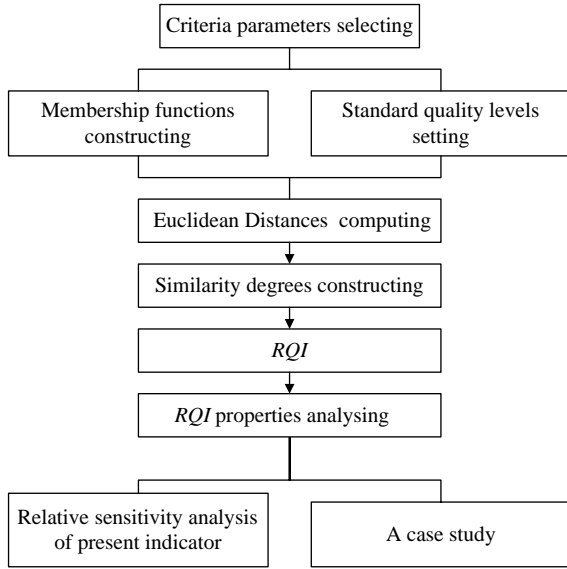 Criteria parameters selecting
Membership functions
constructing
Standard quality levels
setting
Euclidean Distances computing
Similarity degrees constructing
RQI
RQI properties analysing
Relative sensitivity analysis
of present indicator
A case study